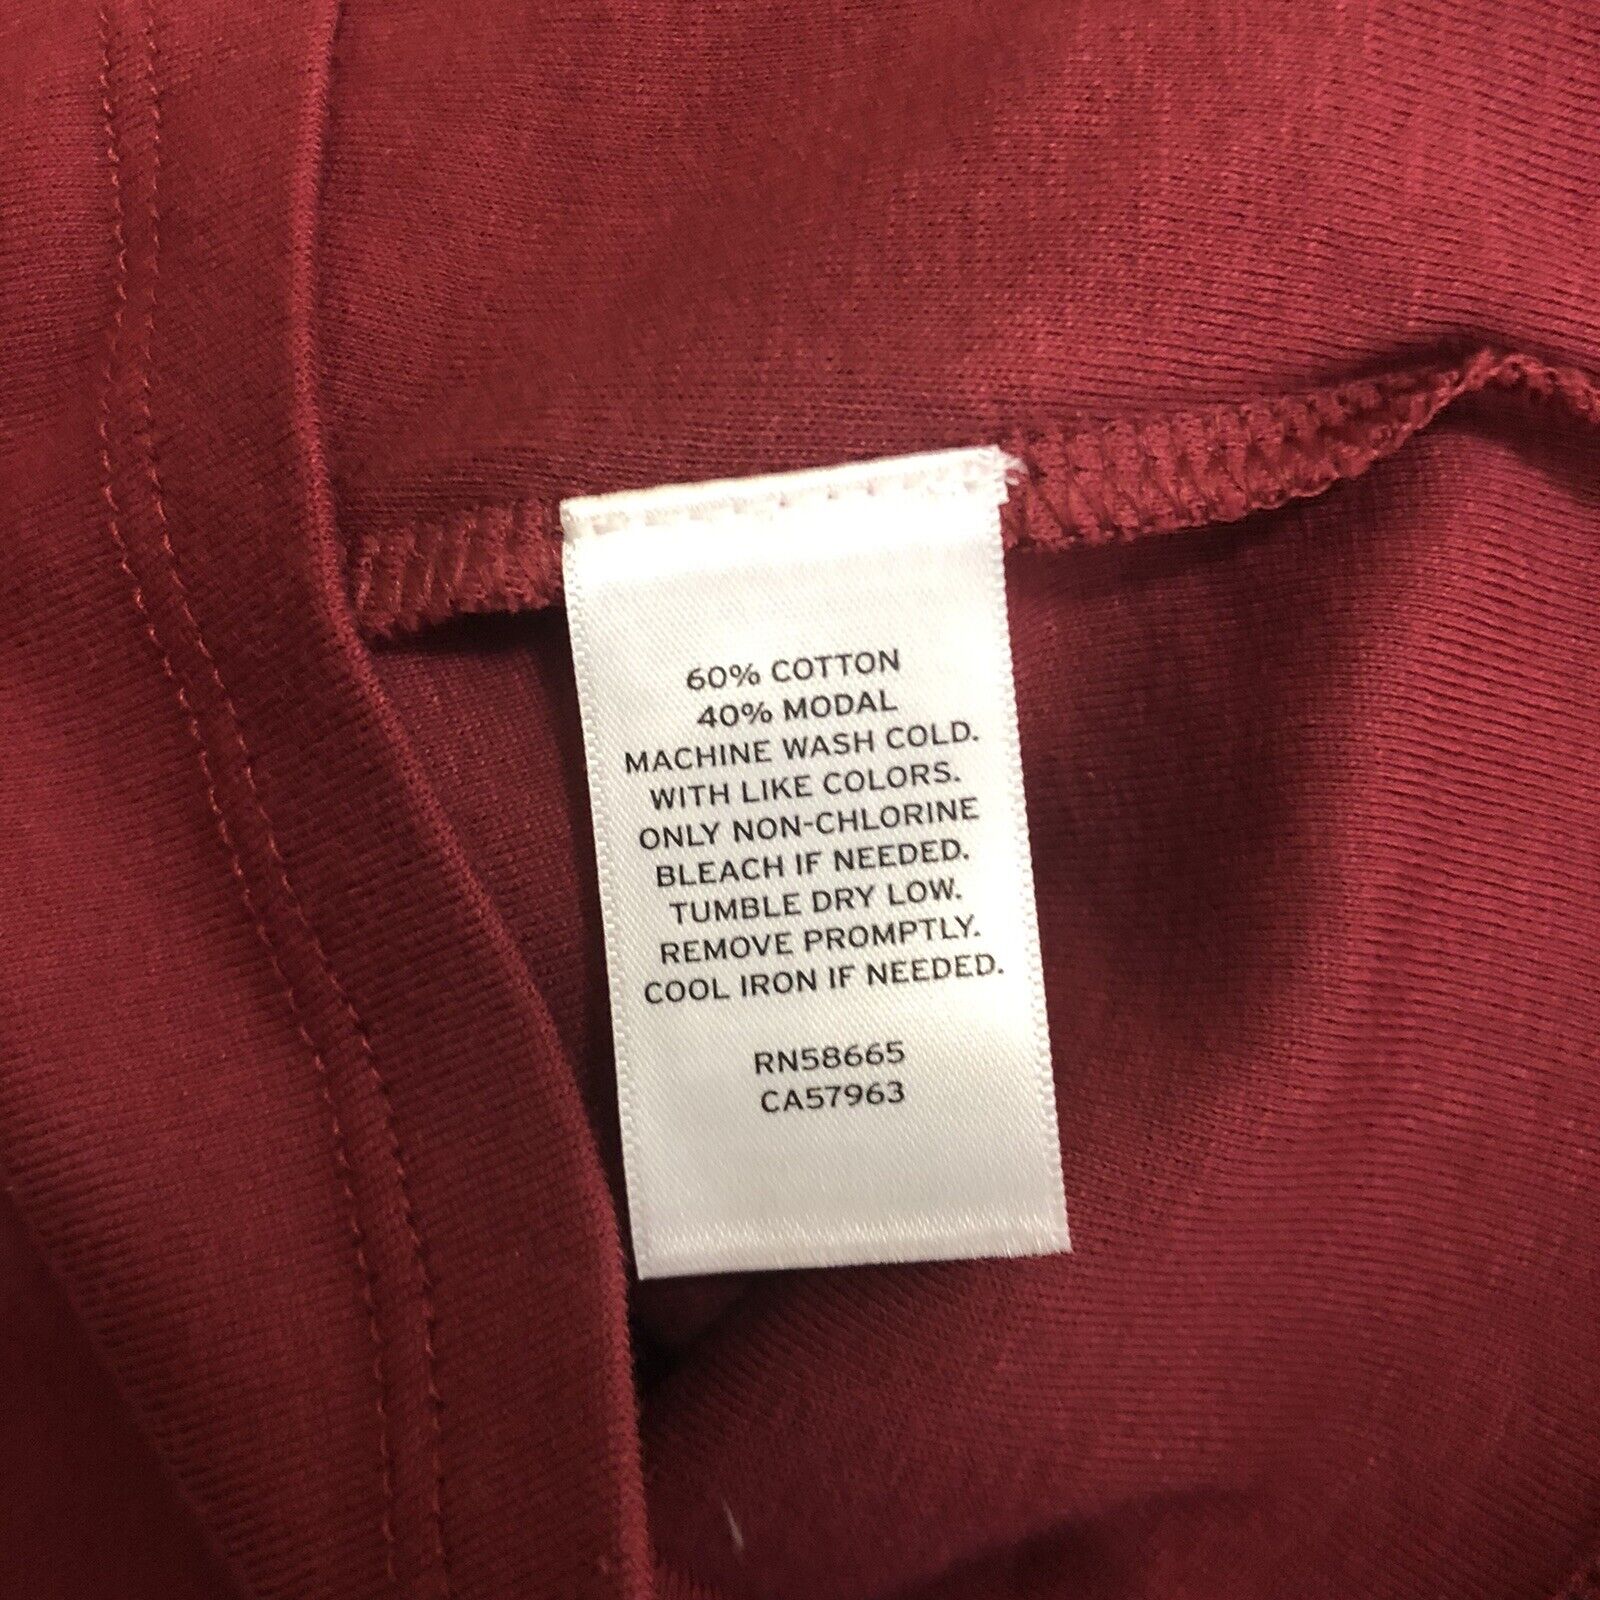 60% COTTON
40% MODAL
MACHINE WASH COLD.
WITH LIKE COLORS.
ONLY NON-CHLORINE
BLEACH IF NEEDED.
TUMBLE DRY LOW.
REMOVE PROMPTLY.
COOL IRON IF NEEDED.
RN58665
CA57963